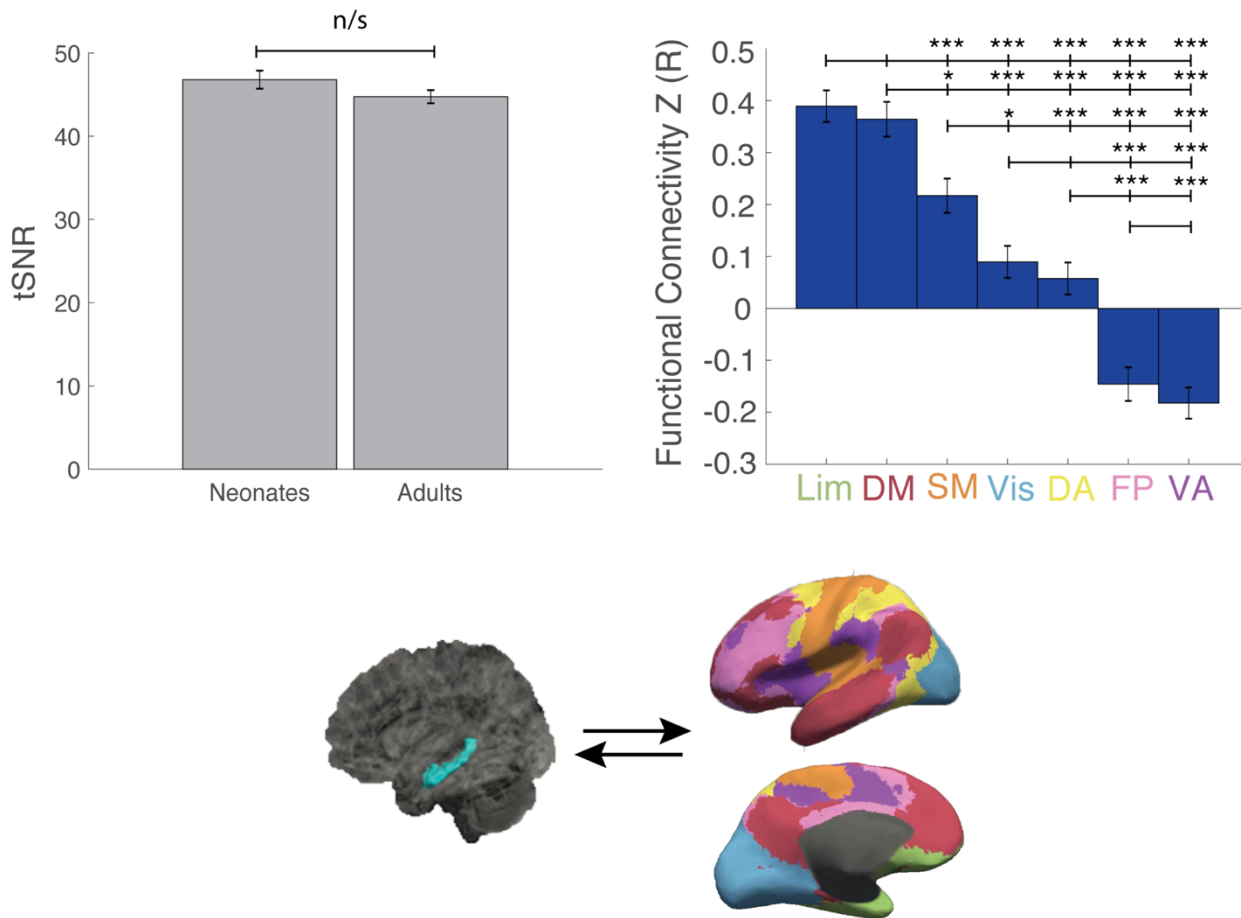 n/s
50
40
30
20
10
0
tSNR
Neonates Adults
0.5
0.4
0.3
0.2
0.1
0
-0.1
-0.2
-0.3
Functional Connectivity Z (R)
*** *** *** *** ***
* *** *** *** ***
* *** *** ***
*** ***
*** ***
Lim DM SM Vis DA FP VA